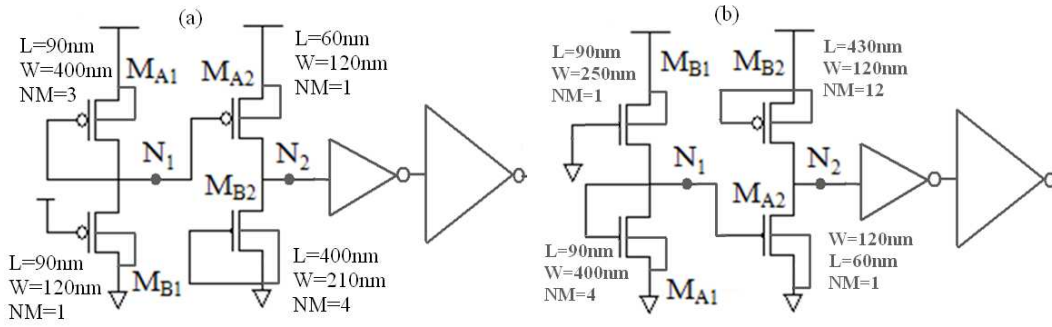 (a)
L=90nm
W=400nm
NM=3
MA1
MA2
L=60nm
W=120nm
NM=1
N1
N2
MB2
L=90nm
W=120nm
NM=1
MB1
L=400nm
W=210nm
NM=4
(b)
L=90nm
W=250nm
NM=1
MB1
MB2
L=430nm
W=120nm
NM=12
N1
N2
MA2
L=90nm
W=400nm
NM=4
MA1
W=120nm
L=60nm
NM=1